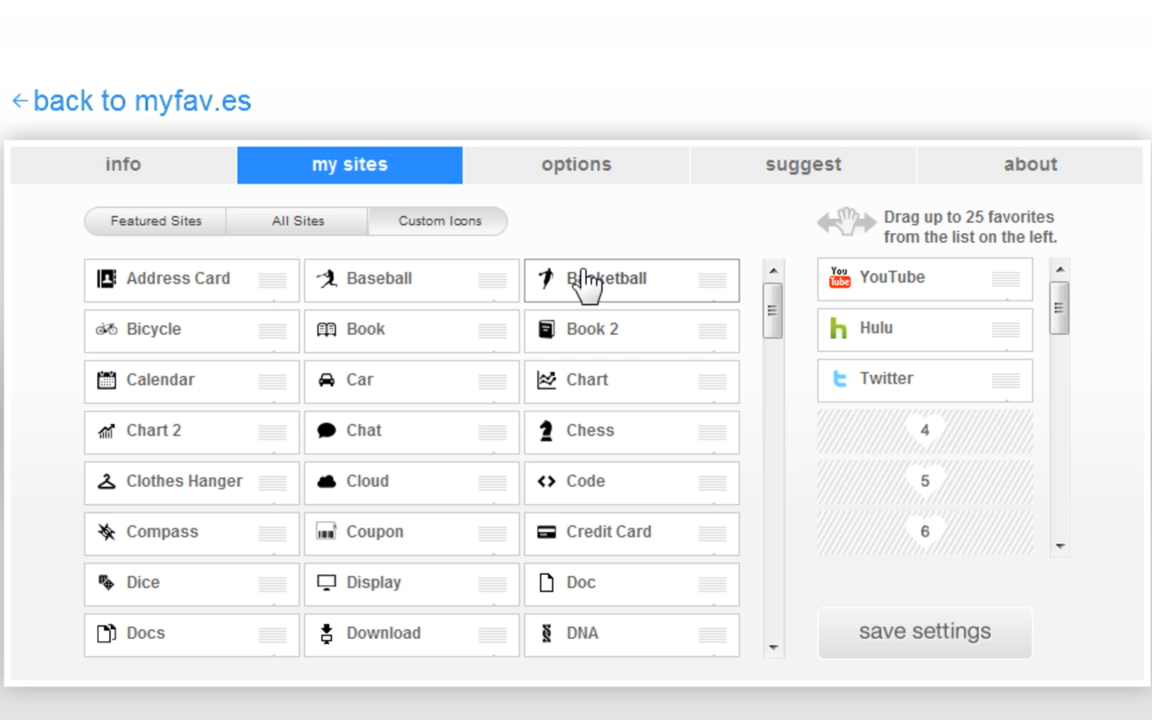 ←back to myfav.es
info
my sites
options
suggest
about
Featured Sites
All Sites
Custom Icons
Drag up to 25 favorites
from the list on the left.
Address Card
Baseball
Bicycle
Book
Book 2
Calendar
Car
Chart
Chart 2
Chat
Chess
Clothes Hanger
Cloud
Code
Compass
Coupon
Credit Card
Dice
Display
Doc
Docs
Download
DNA
You
Tube
YouTube
h
Hulu
t
Twitter
4
5
6
save settings